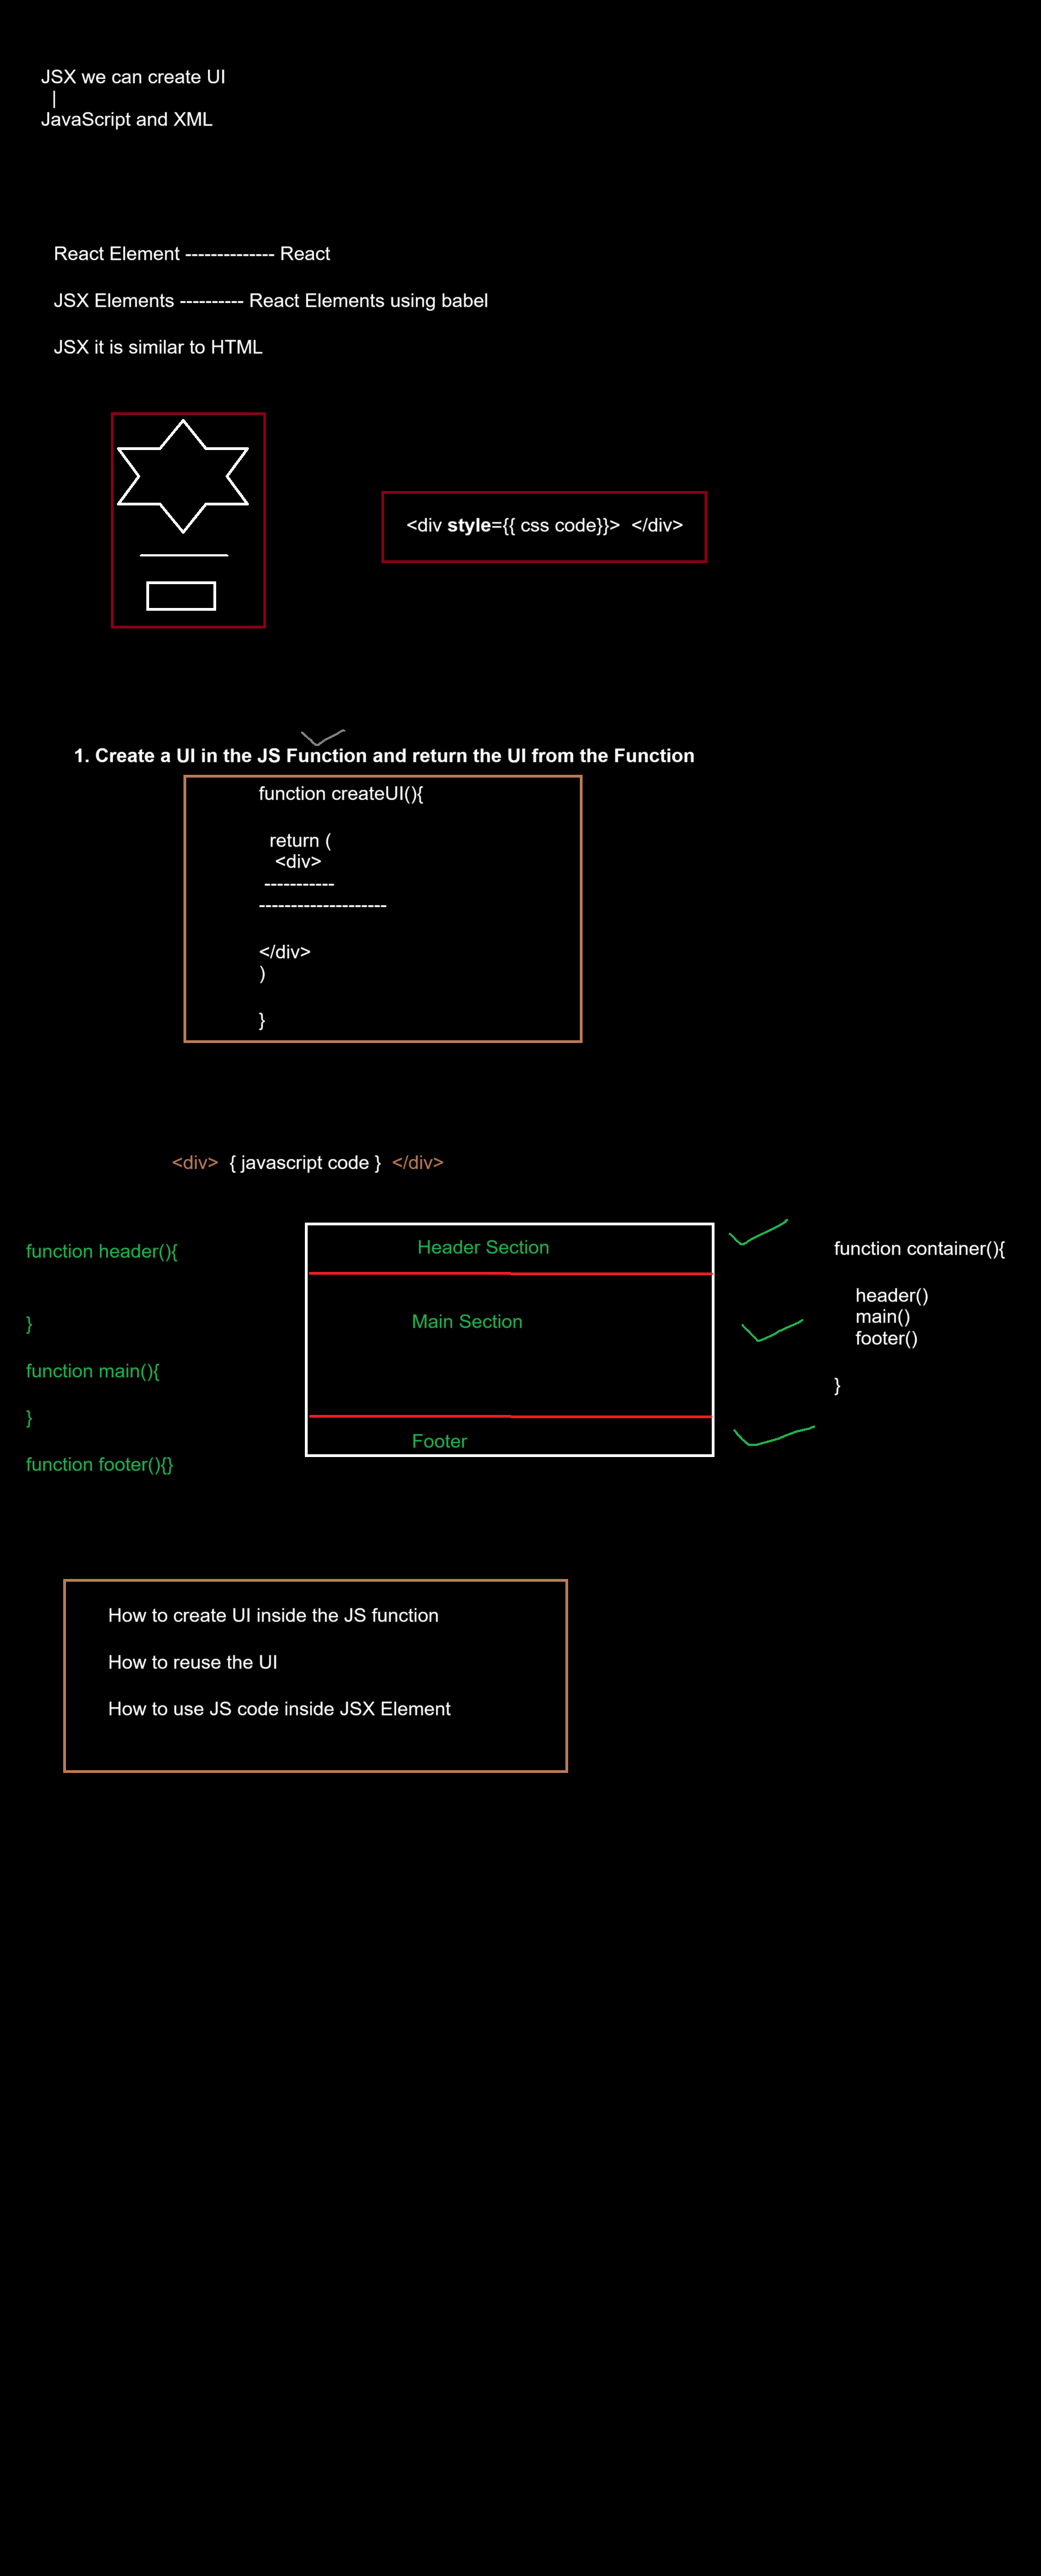 JSX we can create UI
|
JavaScript and XML
React Element -------------- React
JSX Elements ---------- React Elements using babel
JSX it is similar to HTML
<div style={{ css code}}>  </div>
1. Create a UI in the JS Function and return the UI from the Function
function createUI(){
return (
<div>
-----------
--------------------
</div>
)
}
<div>  { javascript code }  </div>
function header(){
}
function main(){
}
function footer(){}
Header Section
Main Section
Footer
function container(){
header()
main()
footer()
}
How to create UI inside the JS function
How to reuse the UI
How to use JS code inside JSX Element